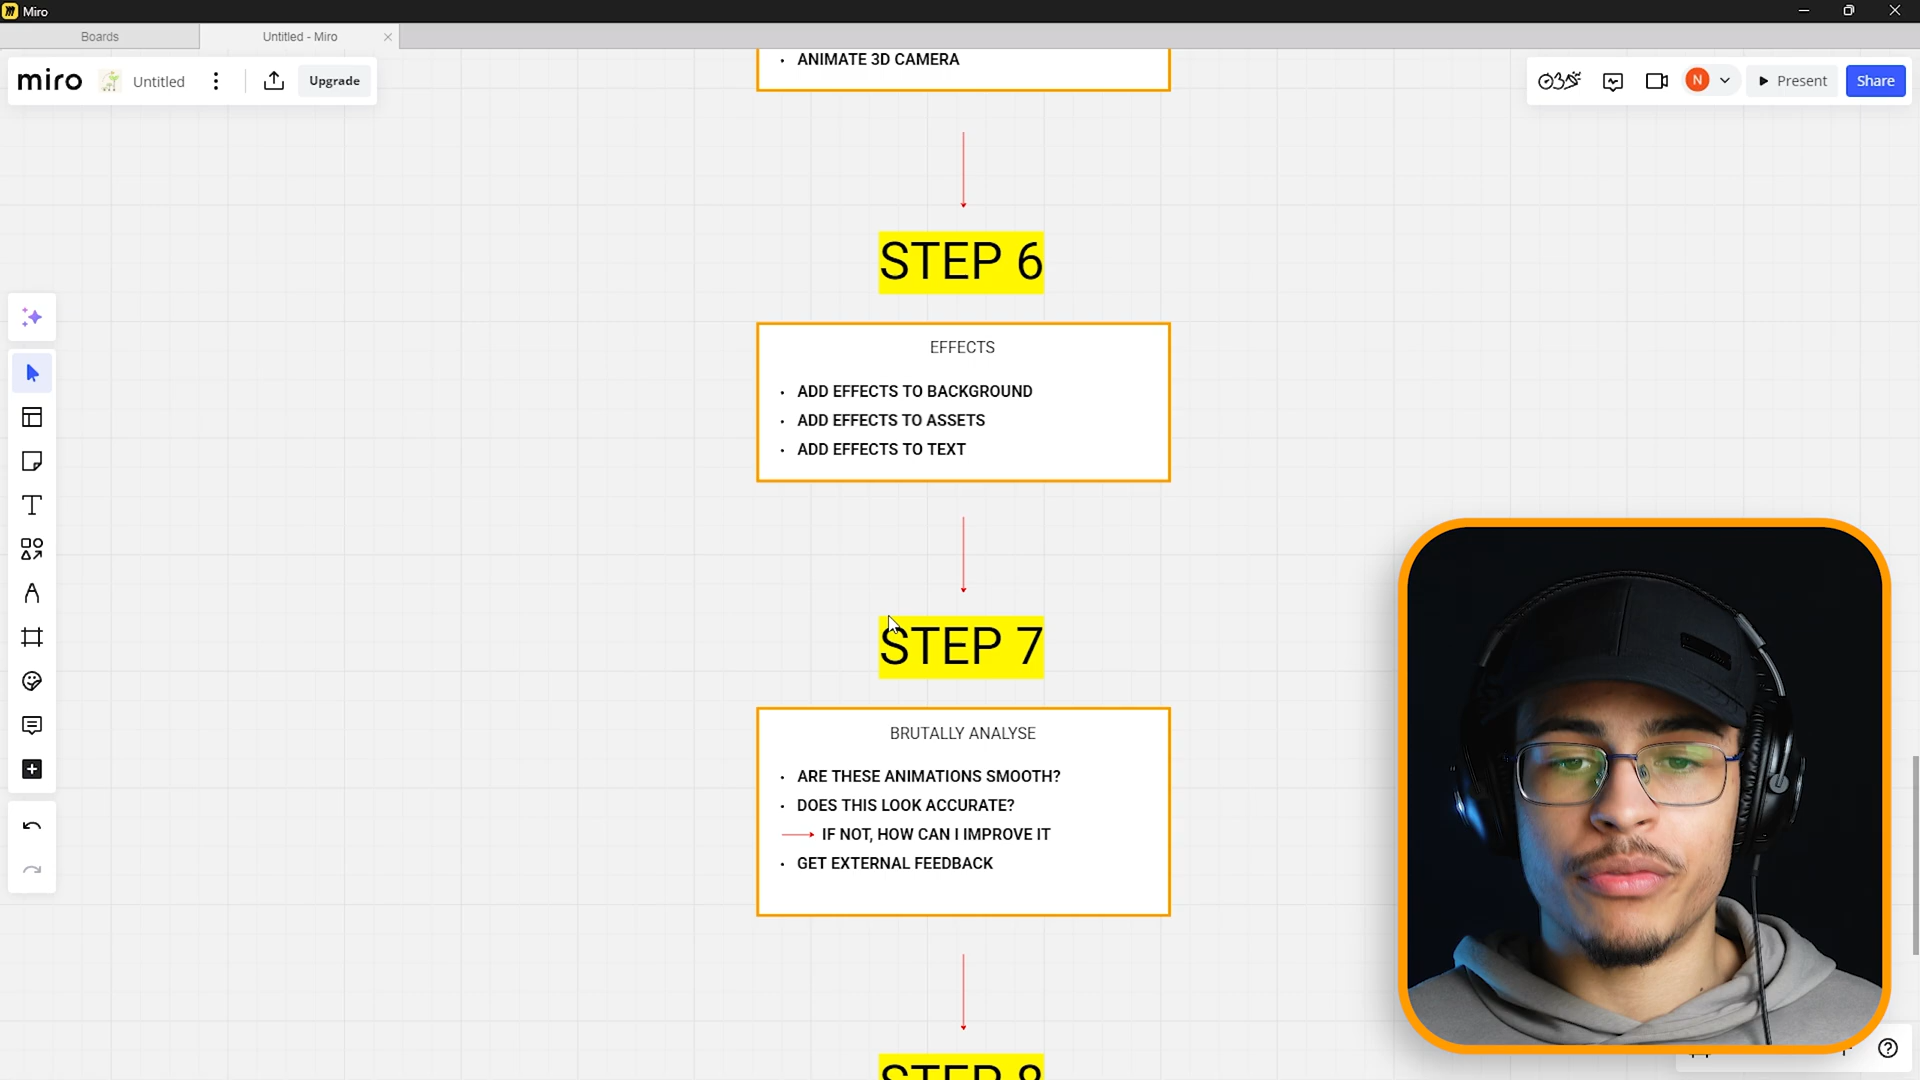 Miro
Boards
Untitled - Miro
miro
Untitled
Upgrade
N
Present
Share
· ANIMATE 3D CAMERA
STEP 6
EFFECTS
· ADD EFFECTS TO BACKGROUND
· ADD EFFECTS TO ASSETS
· ADD EFFECTS TO TEXT
STEP 7
BRUTALLY ANALYSE
· ARE THESE ANIMATIONS SMOOTH?
· DOES THIS LOOK ACCURATE?
IF NOT, HOW CAN I IMPROVE IT
· GET EXTERNAL FEEDBACK
STEP 8